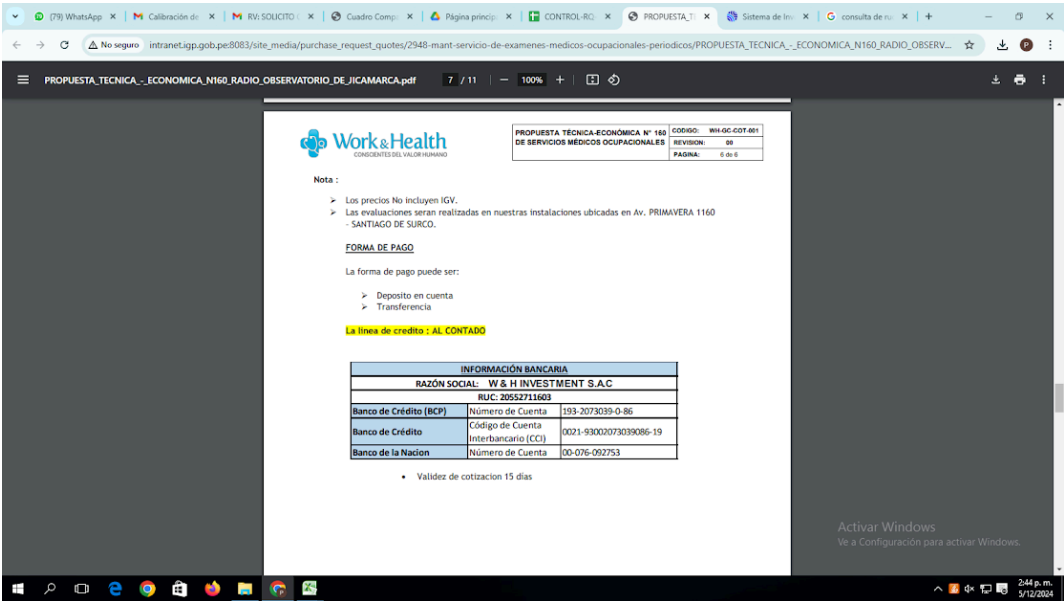 (79) WhatsApp
Calibración de
RV: SOLICITO
Cuadro Comp
Página princip
CONTROL-RQ
PROPUESTA_T
Sistema de Im
consulta de ru
No seguro
intranet.igp.gob.pe:8083/site_media/purchase_request_quotes/2948-mant-servicio-de-examenes-medicos-ocupacionales-periodicos/PROPUESTA_TECNICA_-_ECONOMICA_N160_RADIO_OBSERV...
P
PROPUESTA_TECNICA_-_ECONOMICA_N160_RADIO_OBSERVATORIO_DE_JICAMARCA.pdf
7 / 11
100%
Work & Health
CONSCIENTES DEL VALOR HUMANO
PROPUESTA TÉCNICA-ECONÓMICA N° 160
DE SERVICIOS MÉDICOS OCUPACIONALES
CODIGO: WH-GC-COT-001
REVISION: 00
PAGINA: 6 de 6
Nota :
➢ Los precios No incluyen IGV.
➢ Las evaluaciones seran realizadas en nuestras instalaciones ubicadas en Av. PRIMAVERA 1160
– SANTIAGO DE SURCO.
FORMA DE PAGO
La forma de pago puede ser:
➢ Deposito en cuenta
➢ Transferencia
La linea de credito : AL CONTADO
INFORMACIÓN BANCARIA
RAZÓN SOCIAL: W & H INVESTMENT S.A.C
RUC: 20552711603
Banco de Crédito (BCP) Número de Cuenta 193-2073039-0-86
Banco de Crédito Código de Cuenta
Interbancario (CCI) 0021-93002073039086-19
Banco de la Nacion Número de Cuenta 00-076-092753
• Validez de cotizacion 15 días
Activar Windows
Ve a Configuración para activar Windows.
2:44 p. m.
5/12/2024